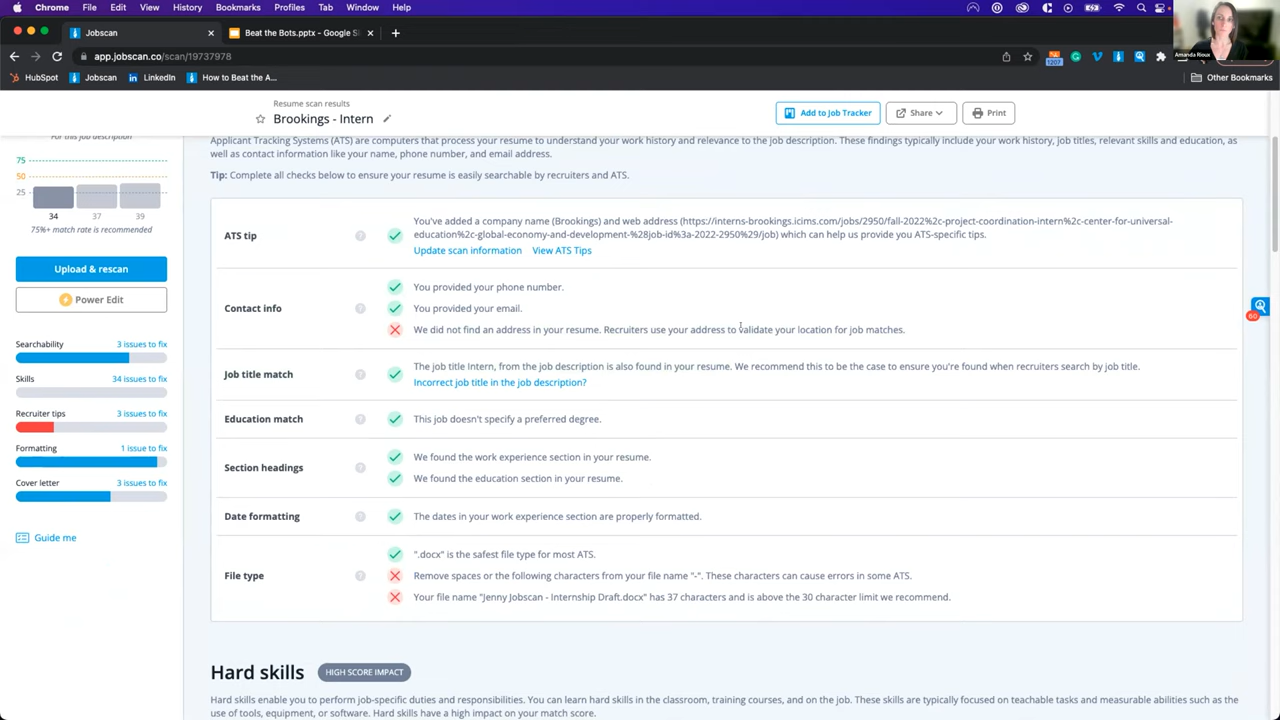 Chrome File Edit View History Bookmarks Profiles Tab Window Help
Jobscan
Beat the Bots.pptx - Google S
app.jobscan.co/scan/19737978
1207
HubSpot Jobscan LinkedIn How to Beat the A...
Other Bookmarks
Amanda Rioux
Resume scan results
Brookings - Intern
Add to Job Tracker
Share
Print
For this job description
75
50
25
34 37 39
75%+ match rate is recommended
Upload & rescan
Power Edit
Searchability 3 issues to fix
Skills 34 issues to fix
Recruiter tips 3 issues to fix
Formatting 1 issue to fix
Cover letter 3 issues to fix
Guide me
Applicant Tracking Systems (ATS) are computers that process your resume to understand your work history and relevance to the job description. These findings typically include your work history, job titles, relevant skills and education, as
well as contact information like your name, phone number, and email address.
Tip: Complete all checks below to ensure your resume is easily searchable by recruiters and ATS.
ATS tip
You've added a company name (Brookings) and web address (https://interns-brookings.icims.com/jobs/2950/fall-2022%2c-project-coordination-intern%2c-center-for-universal-
education%2c-global-economy-and-development-%28job-id%3a-2022-2950%29/job) which can help us provide you ATS-specific tips.
Update scan information View ATS Tips
Contact info
You provided your phone number.
You provided your email.
We did not find an address in your resume. Recruiters use your address to validate your location for job matches.
Job title match
The job title Intern, from the job description is also found in your resume. We recommend this to be the case to ensure you're found when recruiters search by job title.
Incorrect job title in the job description?
Education match
This job doesn't specify a preferred degree.
Section headings
We found the work experience section in your resume.
We found the education section in your resume.
Date formatting
The dates in your work experience section are properly formatted.
File type
".docx" is the safest file type for most ATS.
Remove spaces or the following characters from your file name "-". These characters can cause errors in some ATS.
Your file name "Jenny Jobscan - Internship Draft.docx" has 37 characters and is above the 30 character limit we recommend.
60
Hard skills HIGH SCORE IMPACT
Hard skills enable you to perform job-specific duties and responsibilities. You can learn hard skills in the classroom, training courses, and on the job. These skills are typically focused on teachable tasks and measurable abilities such as the
use of tools, equipment, or software. Hard skills have a high impact on your match score.